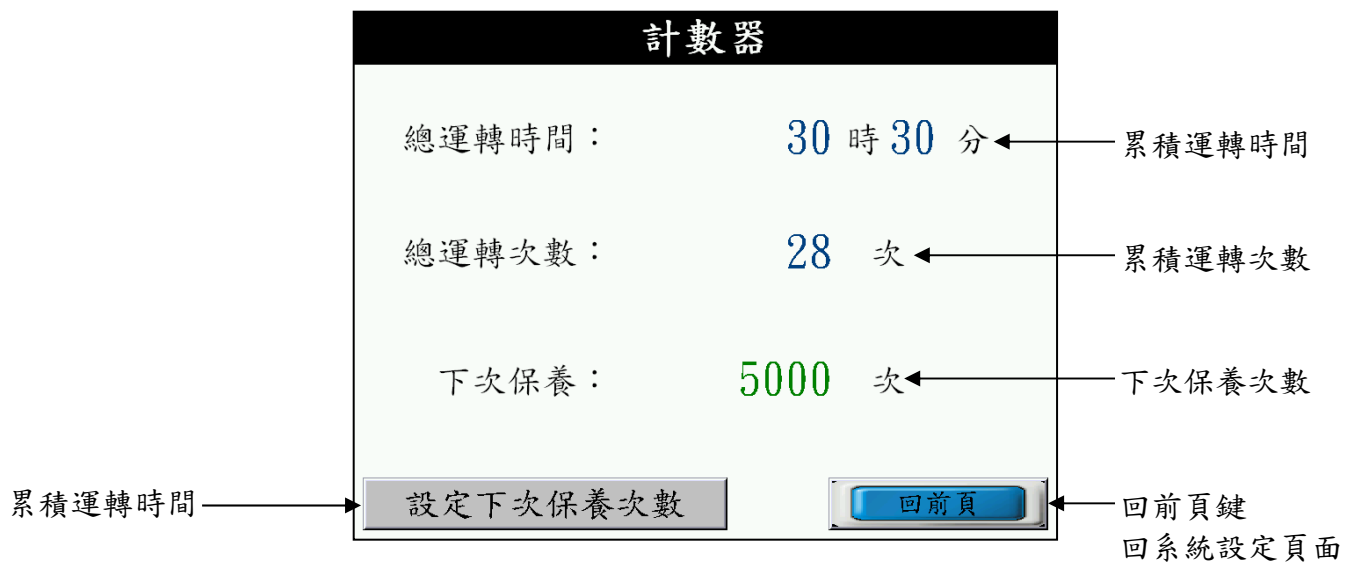 計數器
總運轉時間： 30 時 30 分 累積運轉時間
總運轉次數： 28 次 累積運轉次數
下次保養： 5000 次 下次保養次數
累積運轉時間 設定下次保養次數 回前頁 回前頁鍵
回系統設定頁面